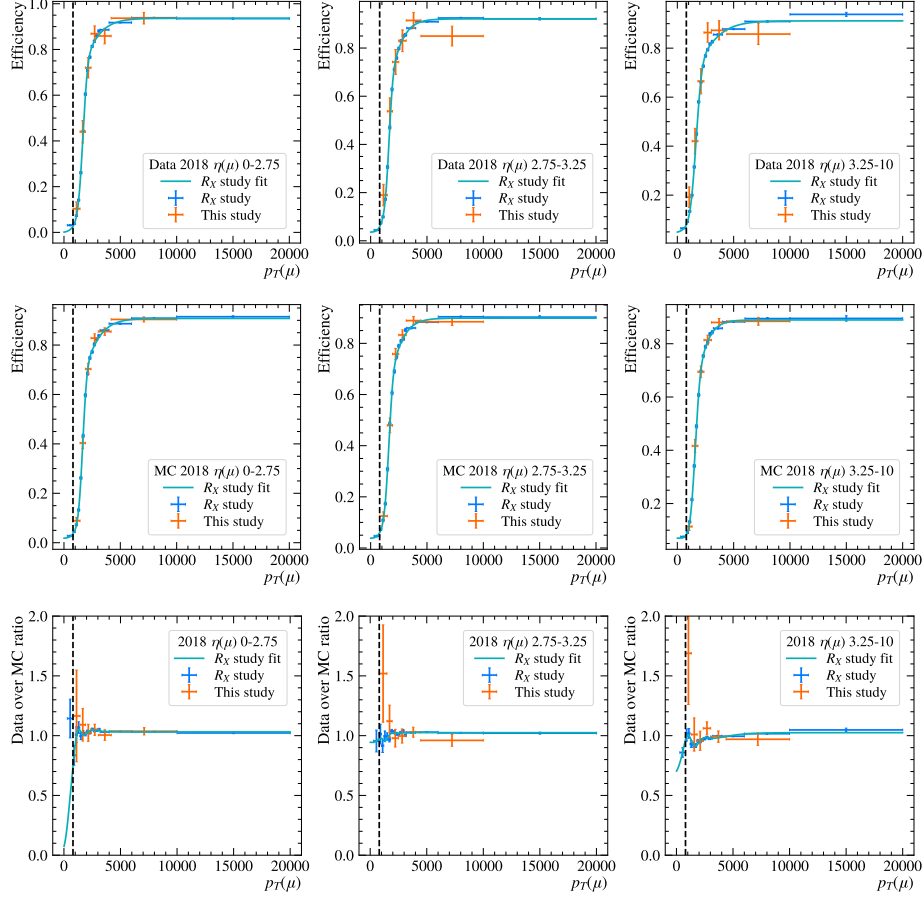 Efficiency
1.0
0.8
0.6
0.4
0.2
0.0
Data 2018 η(μ) 0-2.75
R_X study fit
R_X study
This study
0 5000 10000 15000 20000
p_T(μ)
Efficiency
0.8
0.6
0.4
0.2
0.0
Data 2018 η(μ) 2.75-3.25
R_X study fit
R_X study
This study
0 5000 10000 15000 20000
p_T(μ)
Efficiency
0.8
0.6
0.4
0.2
Data 2018 η(μ) 3.25-10
R_X study fit
R_X study
This study
0 5000 10000 15000 20000
p_T(μ)
Efficiency
0.8
0.6
0.4
0.2
0.0
MC 2018 η(μ) 0-2.75
R_X study fit
R_X study
This study
0 5000 10000 15000 20000
p_T(μ)
Efficiency
0.8
0.6
0.4
0.2
0.0
MC 2018 η(μ) 2.75-3.25
R_X study fit
R_X study
This study
0 5000 10000 15000 20000
p_T(μ)
Efficiency
0.8
0.6
0.4
0.2
MC 2018 η(μ) 3.25-10
R_X study fit
R_X study
This study
0 5000 10000 15000 20000
p_T(μ)
Data over MC ratio
2.0
1.5
1.0
0.5
0.0
2018 η(μ) 0-2.75
R_X study fit
R_X study
This study
0 5000 10000 15000 20000
p_T(μ)
Data over MC ratio
2.0
1.5
1.0
0.5
0.0
2018 η(μ) 2.75-3.25
R_X study fit
R_X study
This study
0 5000 10000 15000 20000
p_T(μ)
Data over MC ratio
2.0
1.5
1.0
0.5
0.0
2018 η(μ) 3.25-10
R_X study fit
R_X study
This study
0 5000 10000 15000 20000
p_T(μ)